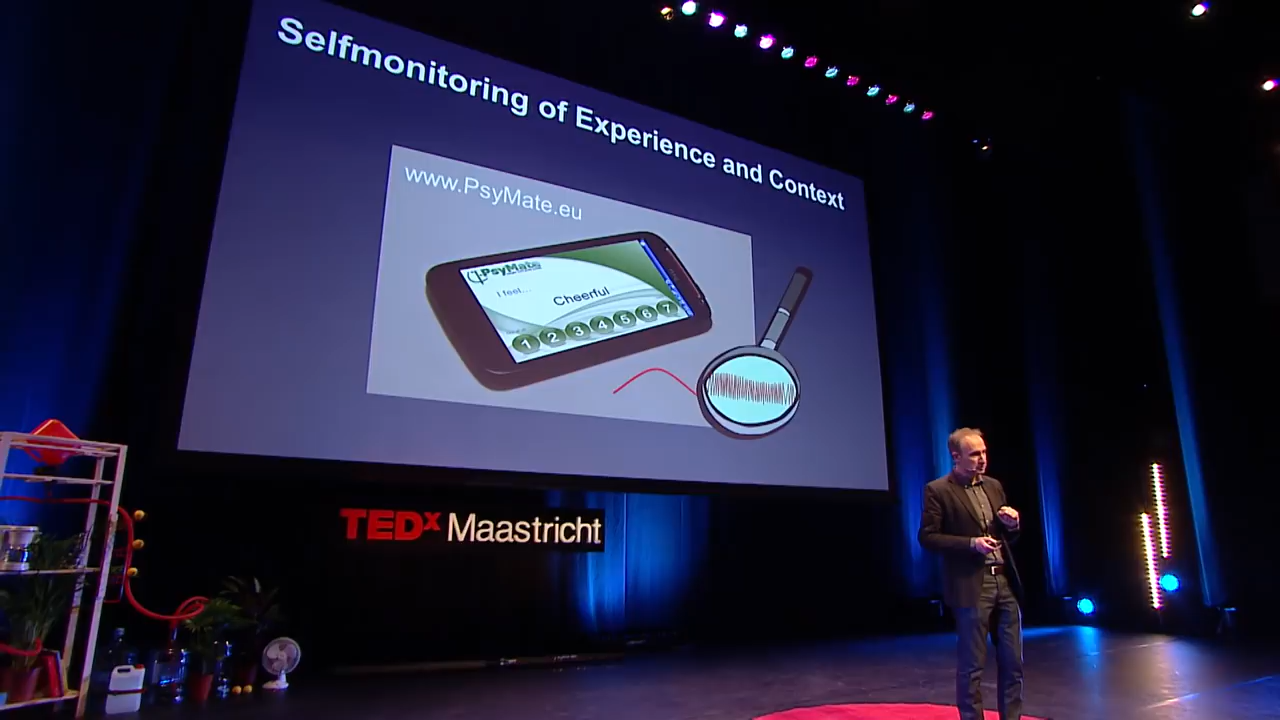 Selfmonitoring of Experience and Context
www.PsyMate.eu
PsyMate
I feel...
Cheerful
1 2 3 4 5 6 7
TEDx Maastricht